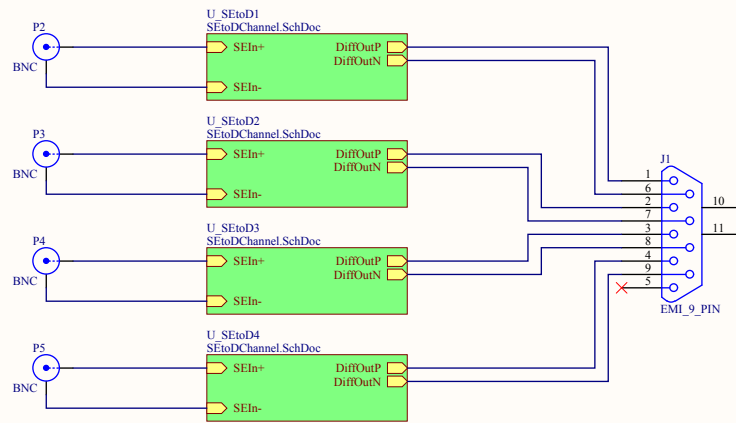 U_SEtoD1
SEtoDChannel.SchDoc
P2
BNC
SEIn+
SEIn-
DiffOutP
DiffOutN
U_SEtoD2
SEtoDChannel.SchDoc
P3
BNC
SEIn+
SEIn-
DiffOutP
DiffOutN
U_SEtoD3
SEtoDChannel.SchDoc
P4
BNC
SEIn+
SEIn-
DiffOutP
DiffOutN
U_SEtoD4
SEtoDChannel.SchDoc
P5
BNC
SEIn+
SEIn-
DiffOutP
DiffOutN
J1
1
6
2
7
3
8
4
9
5
10
11
EMI_9_PIN